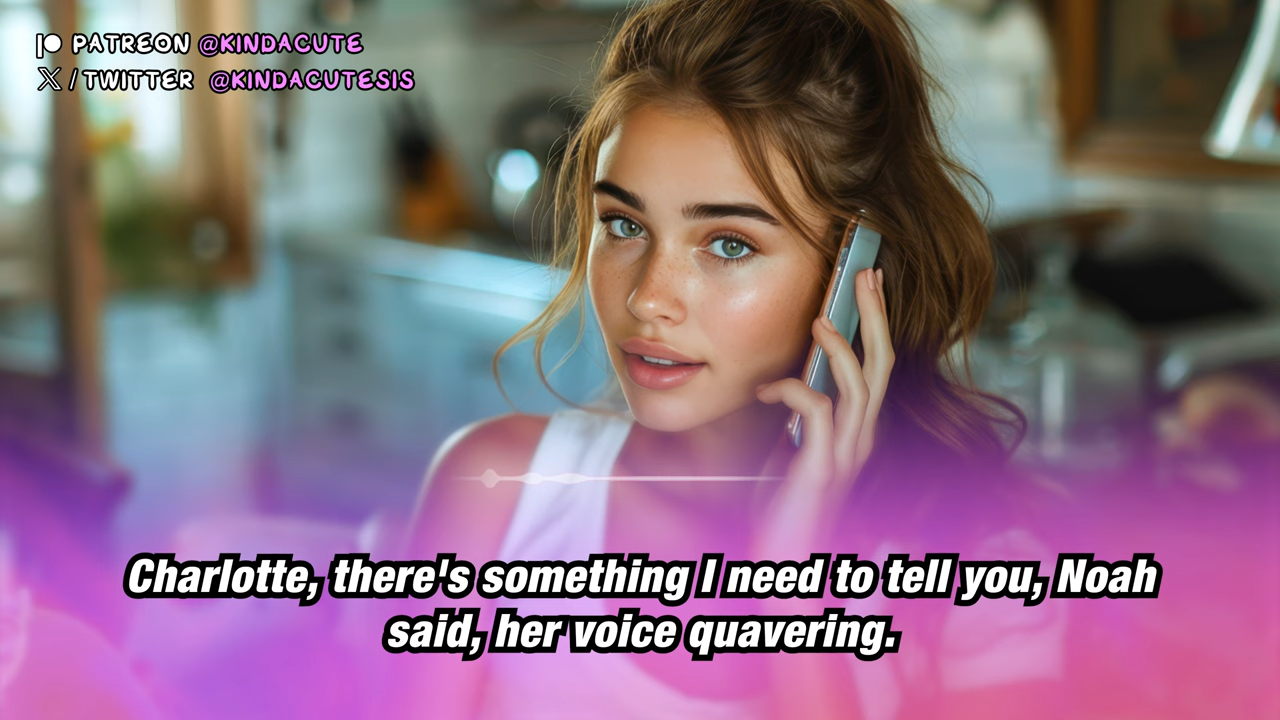 PATREON @KINDACUTE
X / TWITTER @KINDACUTESIS
Charlotte, there's something I need to tell you, Noah
said, her voice quavering.